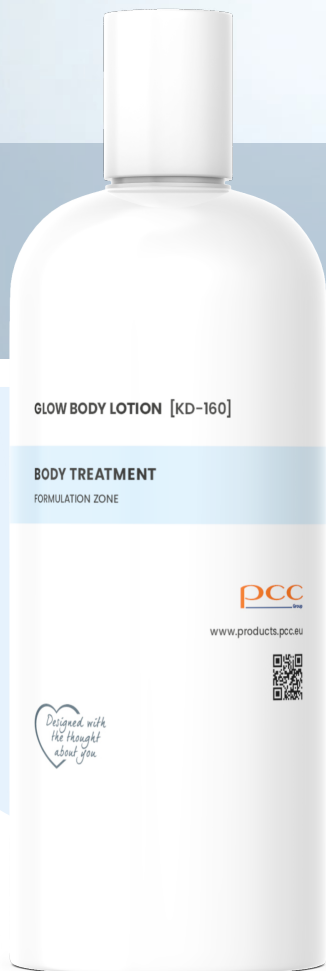 GLOW BODY LOTION [KD-160]
BODY TREATMENT
FORMULATION ZONE
pcc
Group
www.products.pcc.eu
Designed with
the thought
about you